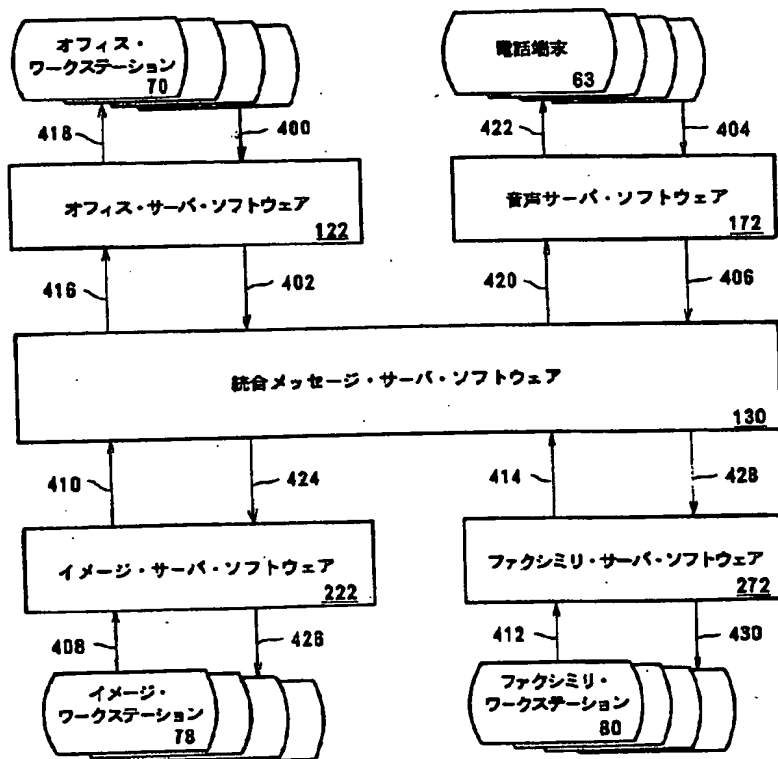 オフィス・
ワークステーション
70
電話端末
63
418
400
422
404
オフィス・サーバ・ソフトウェア
122
音声サーバ・ソフトウェア
172
416
402
420
406
統合メッセージ・サーバ・ソフトウェア
130
410
424
414
428
イメージ・サーバ・ソフトウェア
222
ファクシミリ・サーバ・ソフトウェア
272
408
426
412
430
イメージ・
ワークステーション
78
ファクシミリ・
ワークステーション
80